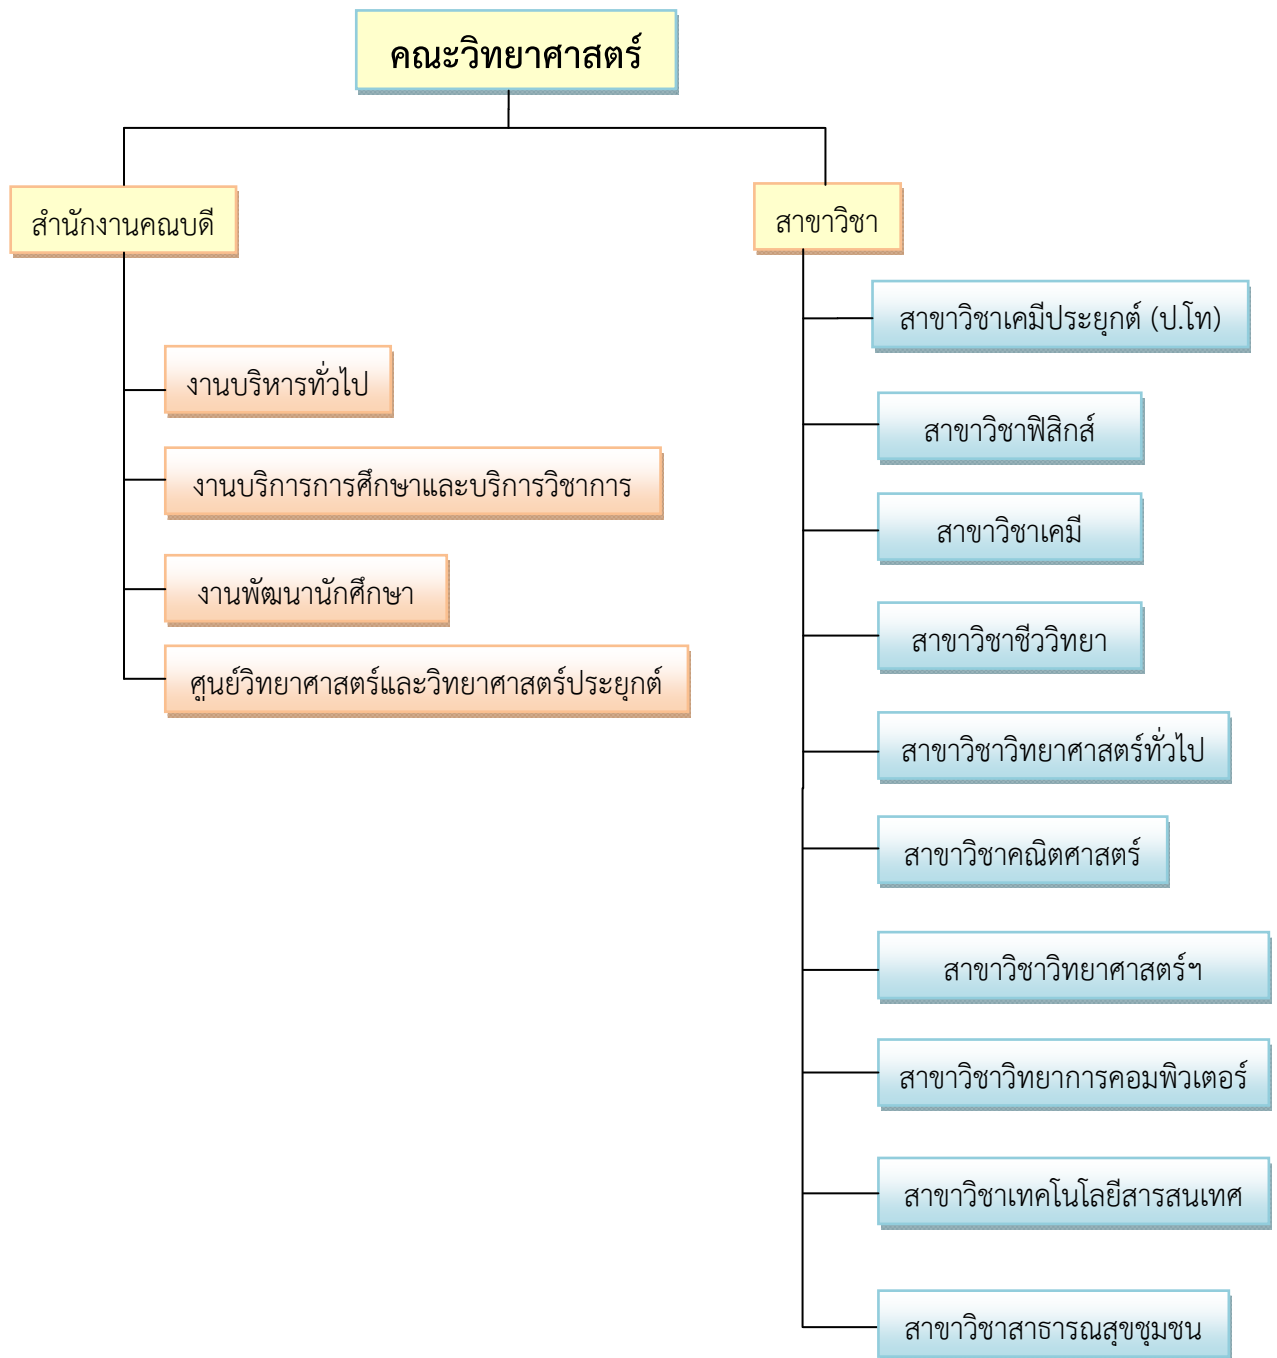 คณะวิทยาศาสตร์
สำนักงานคณบดี
งานบริหารทั่วไป
งานบริการการศึกษาและบริการวิชาการ
งานพัฒนานักศึกษา
ศูนย์วิทยาศาสตร์และวิทยาศาสตร์ประยุกต์
สาขาวิชา
สาขาวิชาเคมีประยุกต์ (ป.โท)
สาขาวิชาฟิสิกส์
สาขาวิชาเคมี
สาขาวิชาชีววิทยา
สาขาวิชาวิทยาศาสตร์ทั่วไป
สาขาวิชาคณิตศาสตร์
สาขาวิชาวิทยาศาสตร์ฯ
สาขาวิชาวิทยาการคอมพิวเตอร์
สาขาวิชาเทคโนโลยีสารสนเทศ
สาขาวิชาสาธารณสุขชุมชน